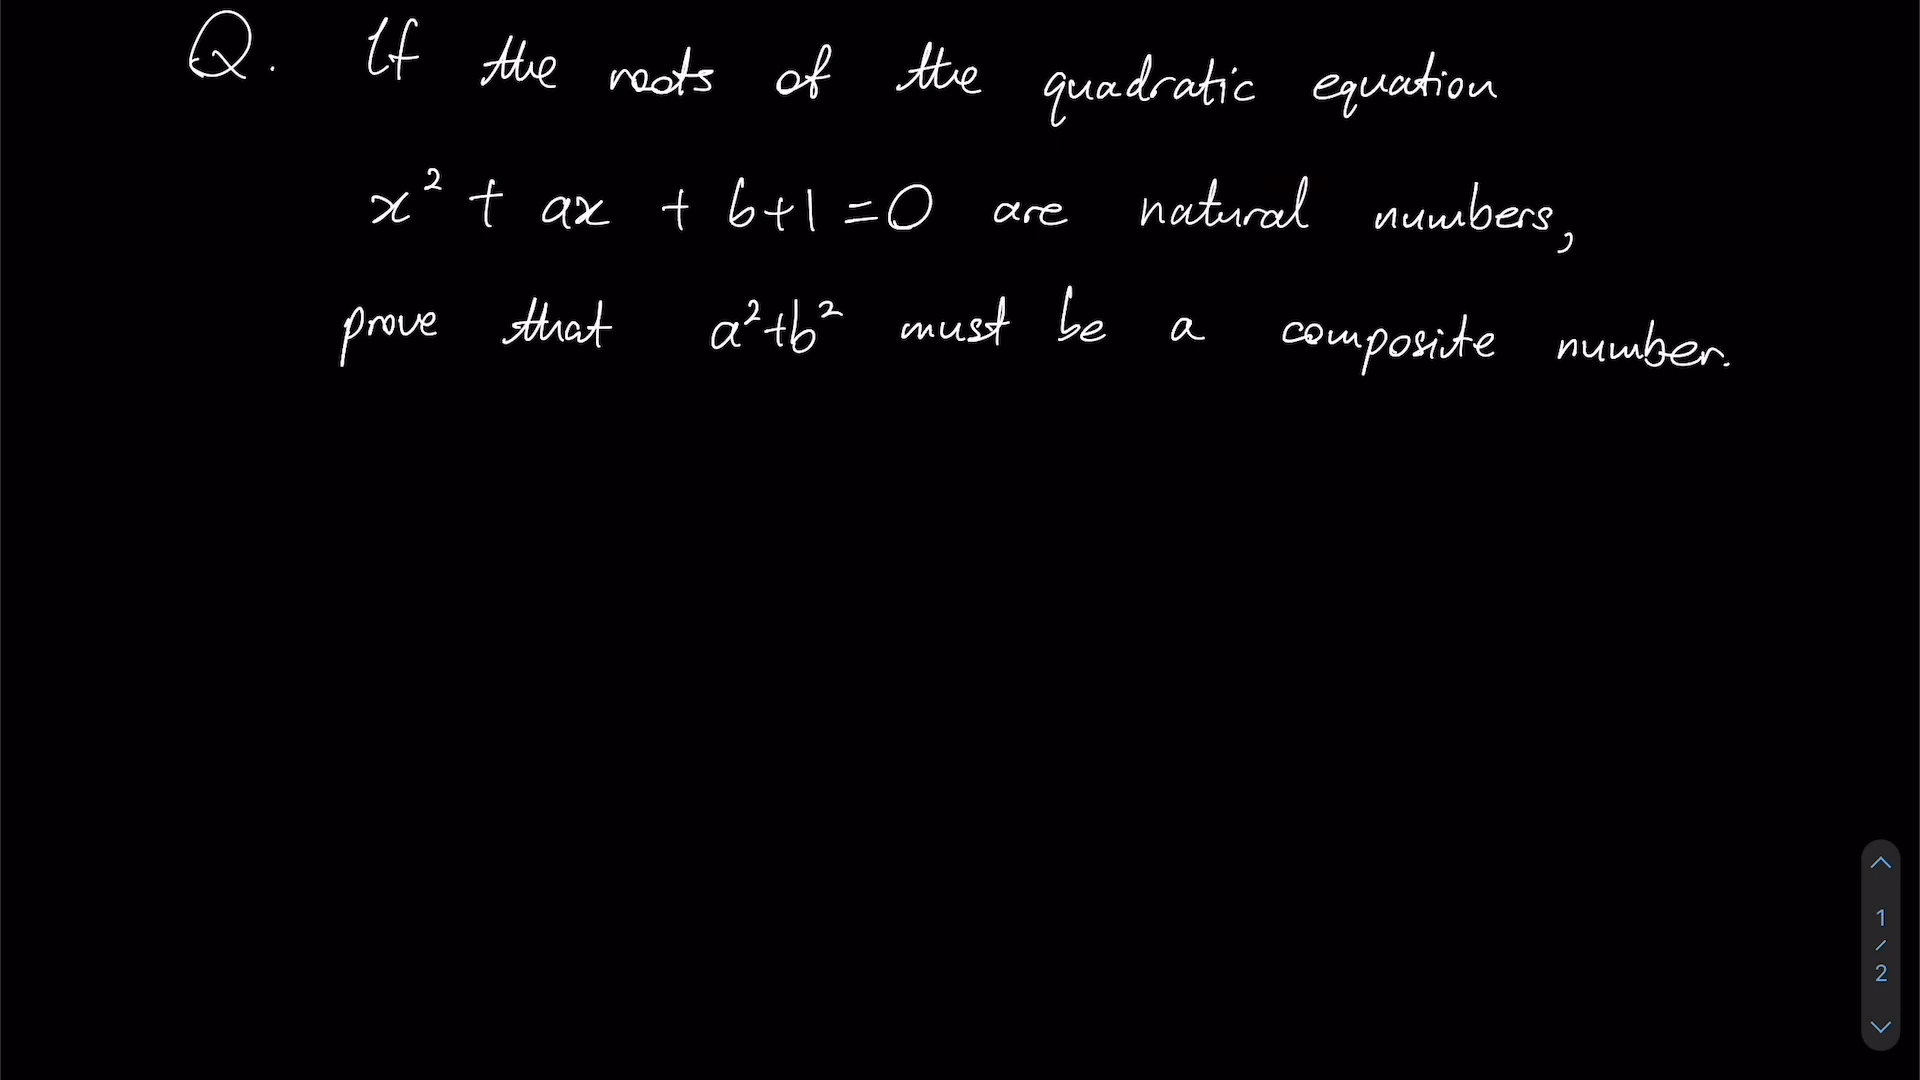 Q. If the roots of the quadratic equation
x² + ax + b+1 = 0 are natural numbers,
prove that a²+b² must be a composite number.
1
/
2